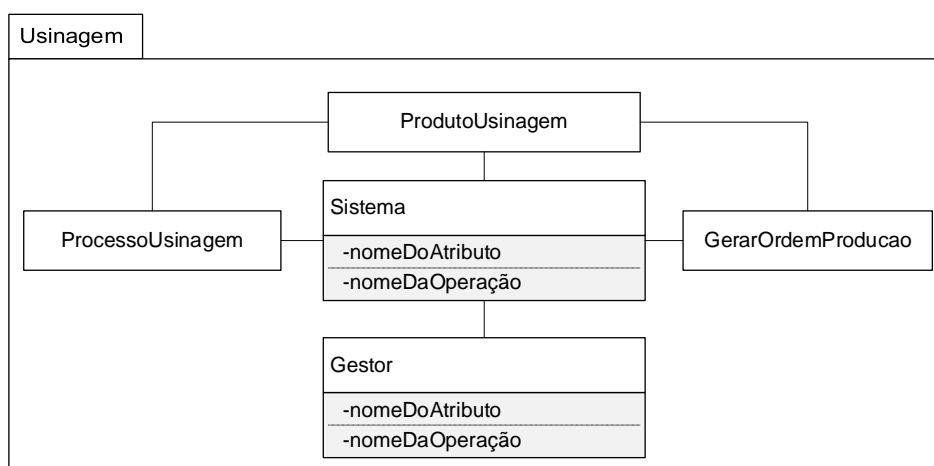 Usinagem
ProdutoUsinagem
Sistema
ProcessoUsinagem
GerarOrdemProducao
-nomeDoAtributo
-nomeDaOperação
Gestor
-nomeDoAtributo
-nomeDaOperação